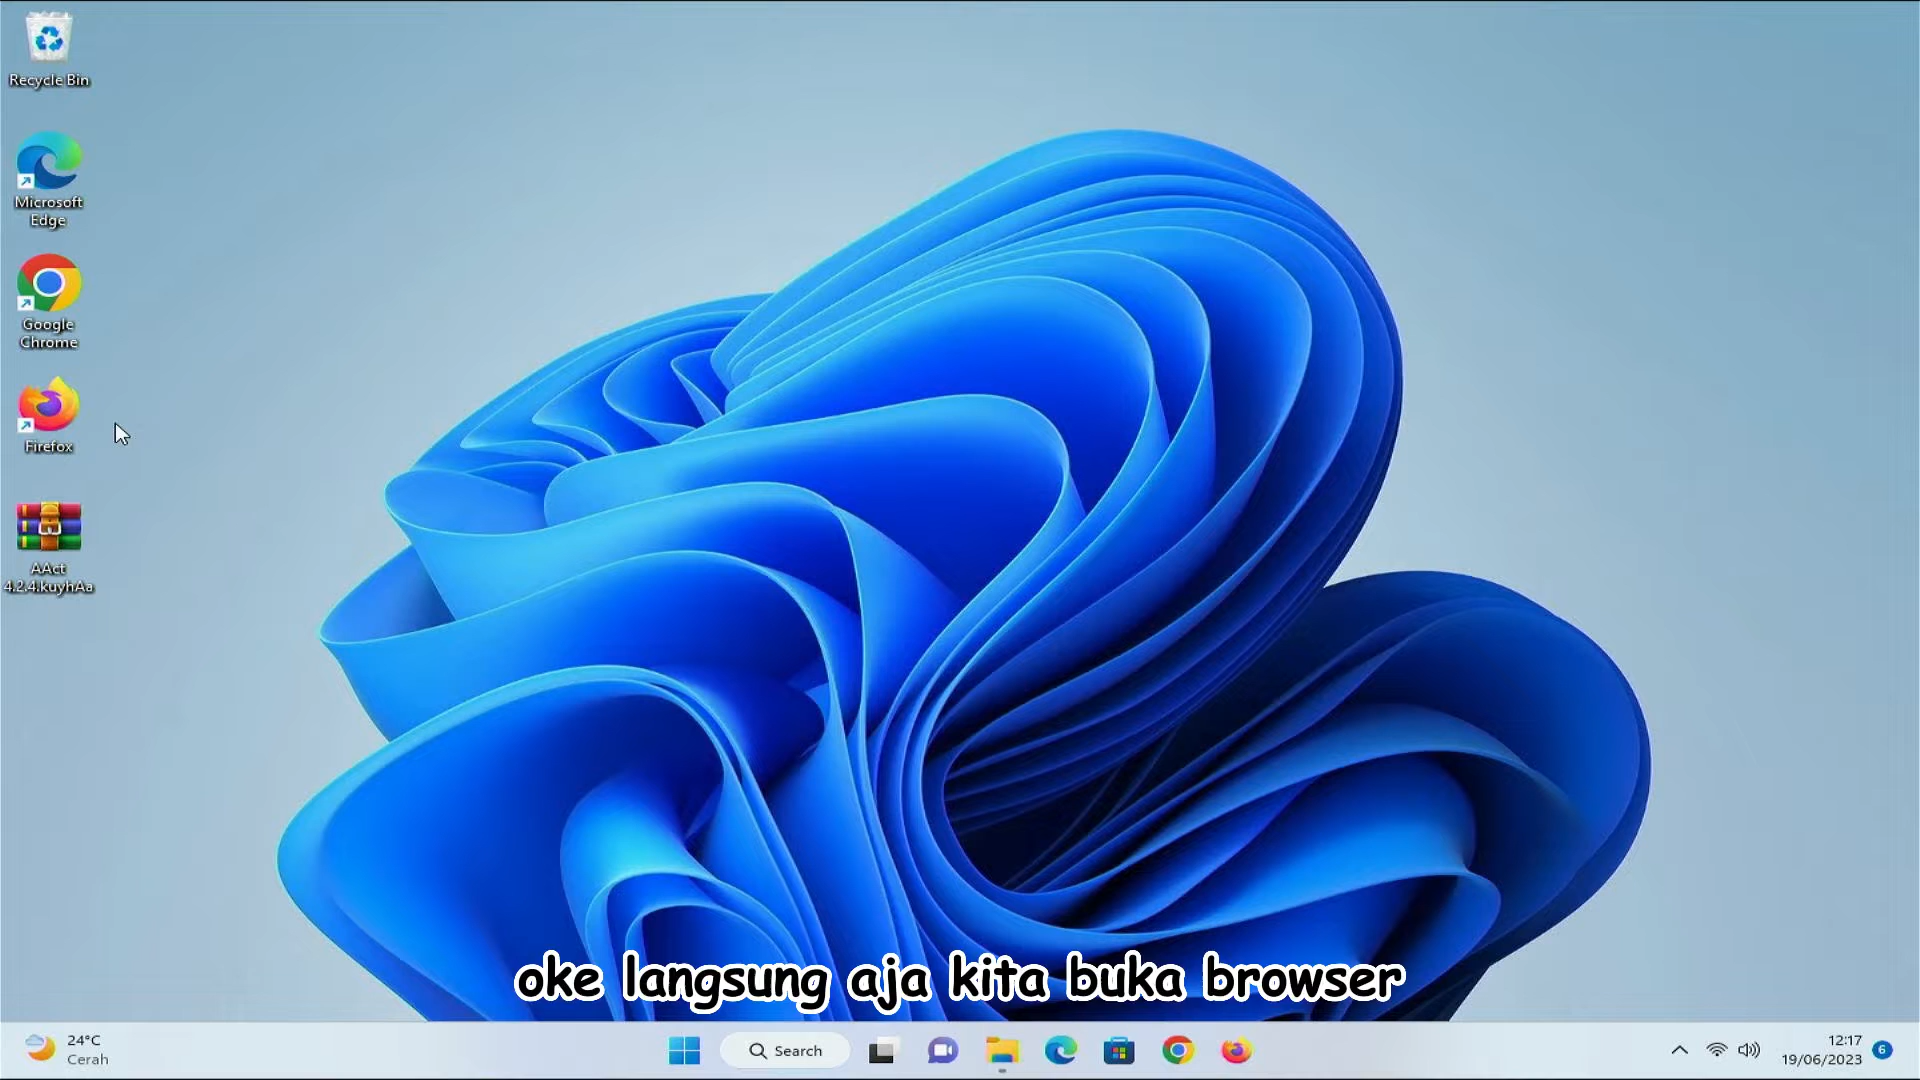 Recycle Bin
Microsoft
Edge
Google
Chrome
Firefox
AAct
4.2.4.kuyhAa
oke langsung aja kita buka browser
24°C
Cerah
Search
12:17
19/06/2023
6